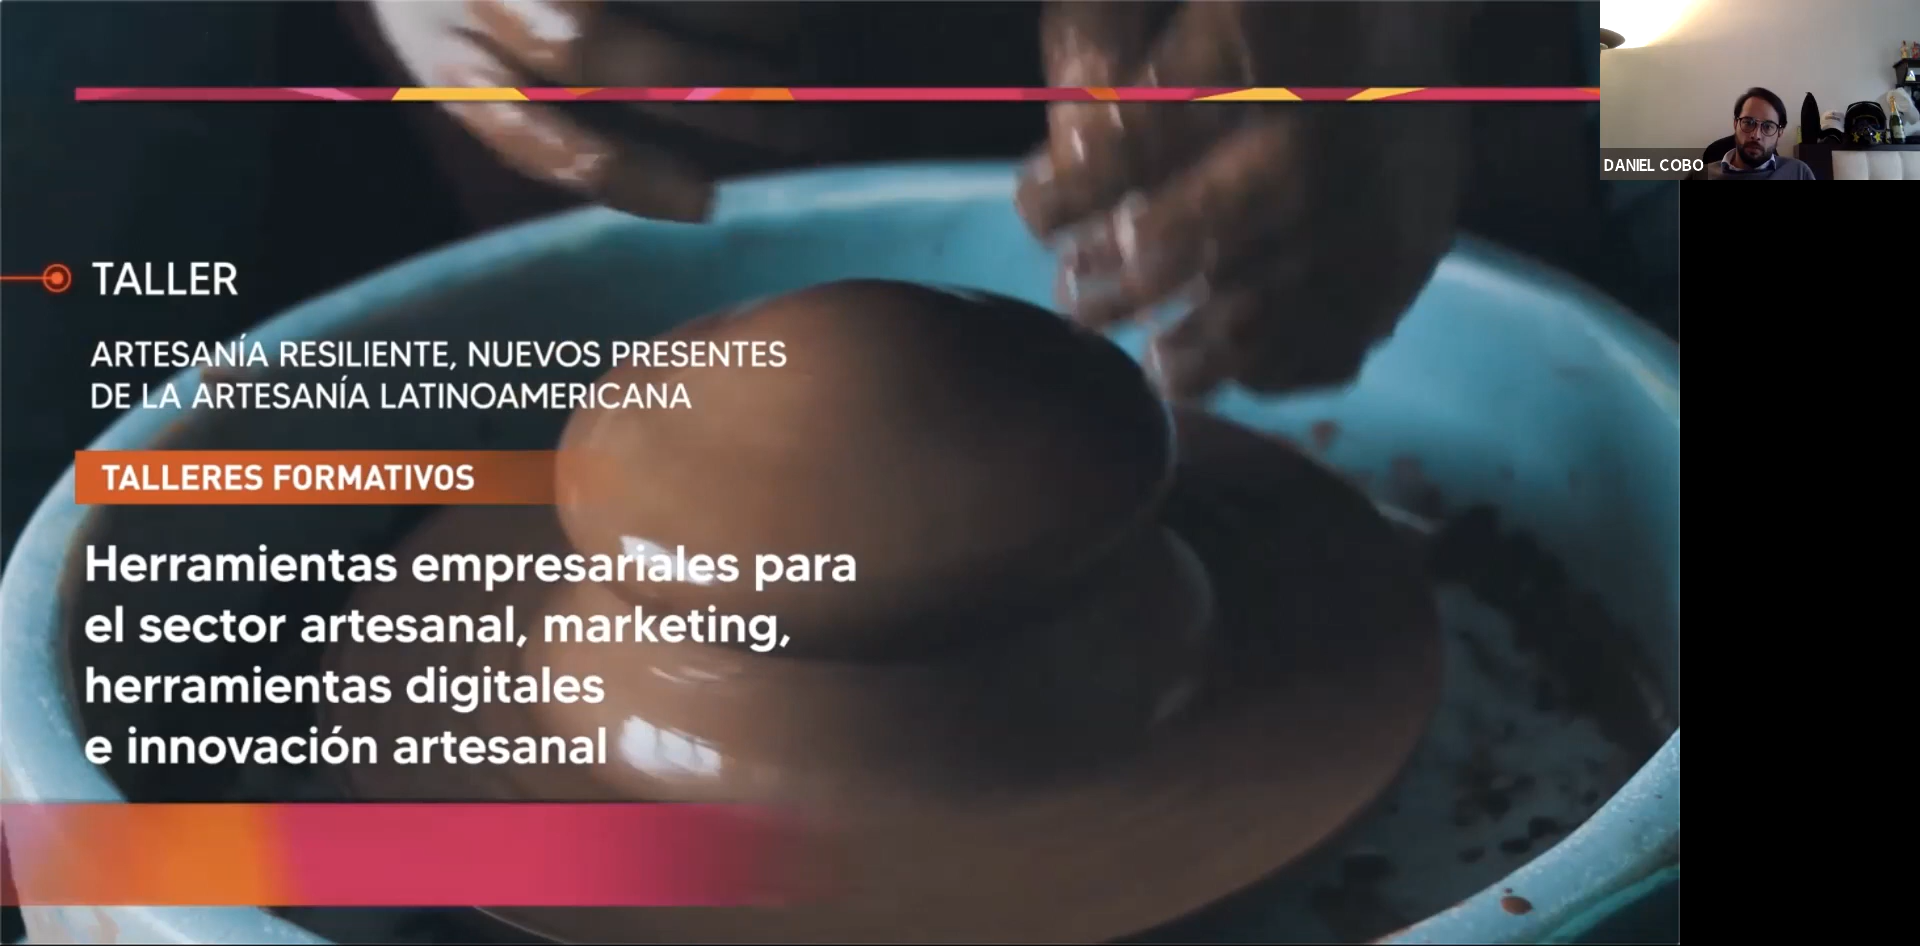 TALLER
ARTESANÍA RESILIENTE, NUEVOS PRESENTES
DE LA ARTESANÍA LATINOAMERICANA
TALLERES FORMATIVOS
Herramientas empresariales para
el sector artesanal, marketing,
herramientas digitales
e innovación artesanal
DANIEL COBO